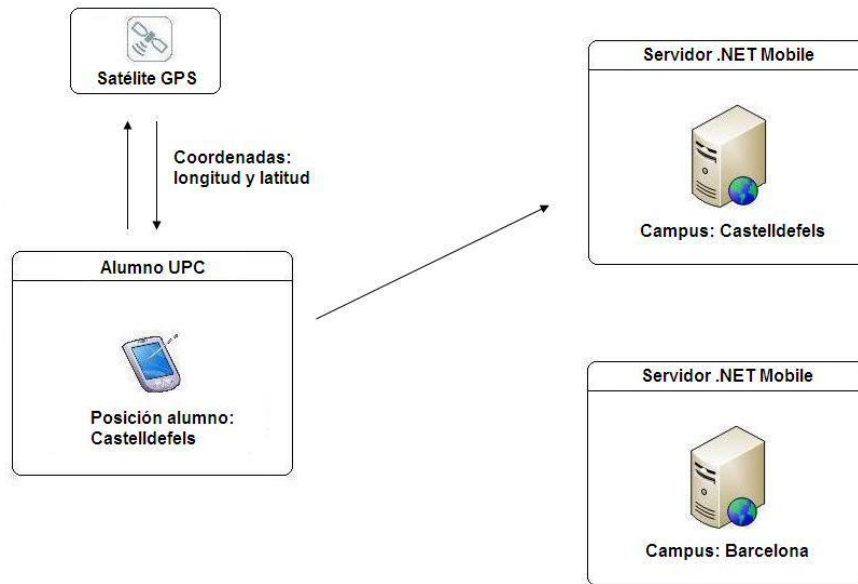 Satélite GPS
Coordenadas:
longitud y latitud
Alumno UPC
Posición alumno:
Castelldefels
Servidor .NET Mobile
Campus: Castelldefels
Servidor .NET Mobile
Campus: Barcelona